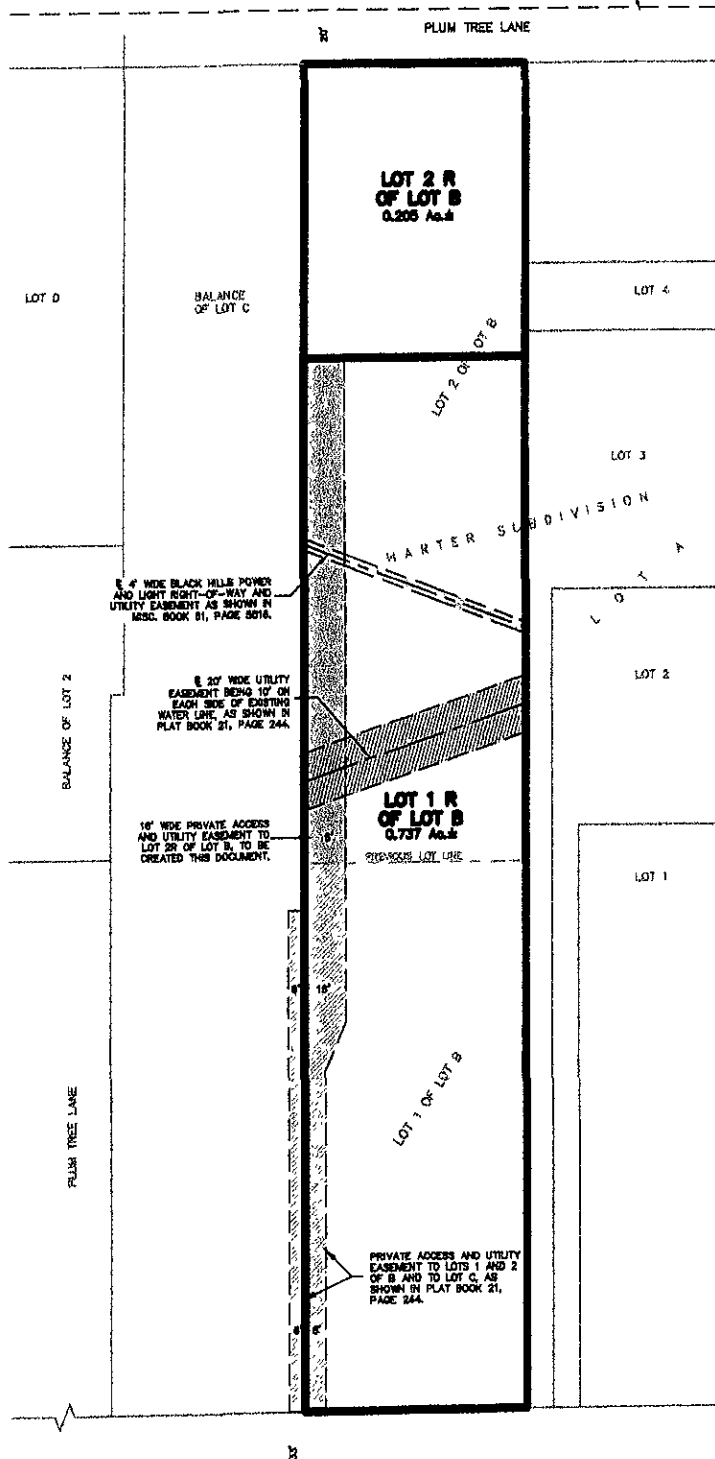 PLUM TREE LANE
LOT 2 R
OF LOT B
0.205 Ac.±
LOT D
BALANCE
OF LOT C
LOT 4
LOT 2 OF LOT B
LOT 3
HARTER SUBDIVISION
LOT A
℄ 4' WIDE BLACK HILLS POWER
AND LIGHT RIGHT-OF-WAY AND
UTILITY EASEMENT AS SHOWN IN
MISC. BOOK 81, PAGE
BALANCE OF LOT 2
LOT 2
℄ 20' WIDE UTILITY
EASEMENT BEING 10' ON
EACH SIDE OF EXISTING
WATER LINE, AS SHOWN IN
PLAT BOOK 21, PAGE 244.
LOT 1 R
OF LOT B
0.737 Ac.±
16' WIDE PRIVATE ACCESS
AND UTILITY EASEMENT TO
LOT 2R OF LOT B, TO BE
CREATED THIS DOCUMENT.
PREVIOUS LOT LINE
LOT 1
16'
LOT 1 OF LOT B
PLUM TREE LANE
PRIVATE ACCESS AND UTILITY
EASEMENT TO LOTS 1 AND 2
OF B AND TO LOT C, AS
SHOWN IN PLAT BOOK 21,
PAGE 244.